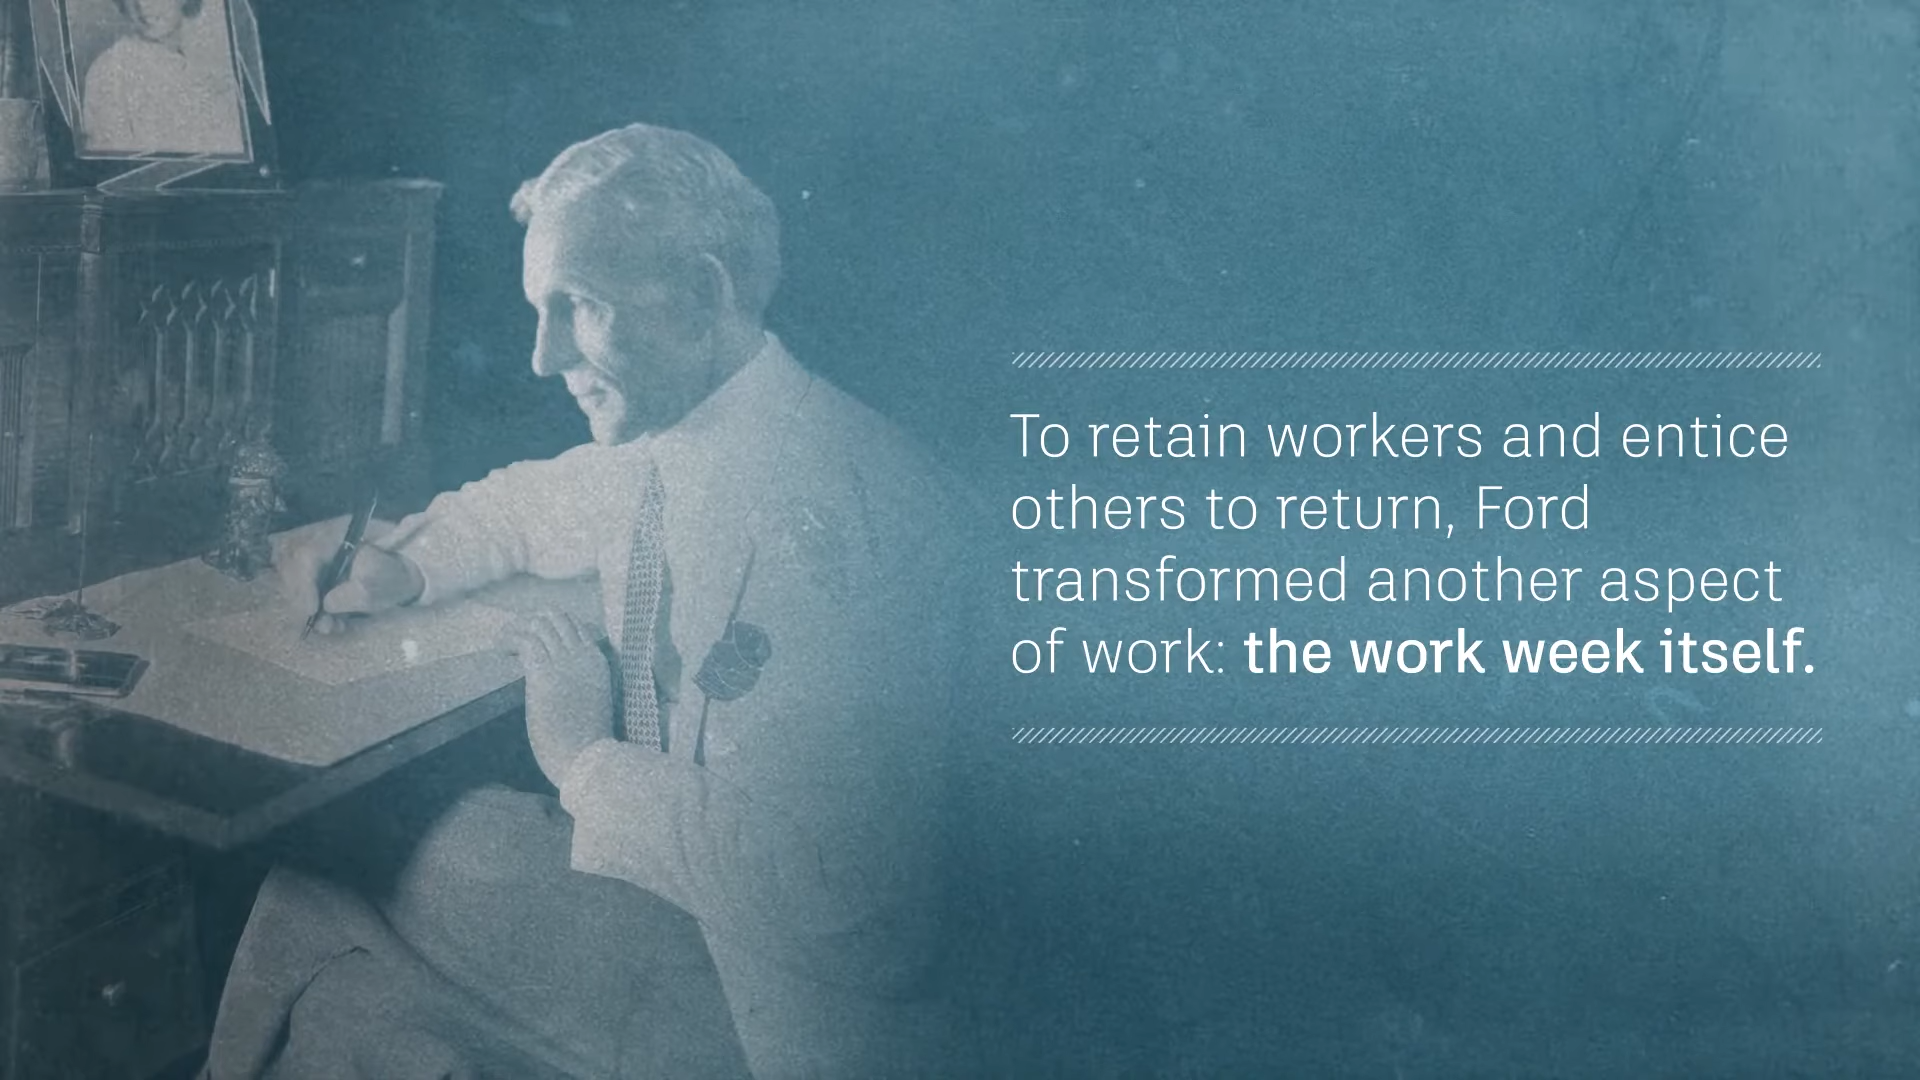 To retain workers and entice
others to return, Ford
transformed another aspect
of work: the work week itself.